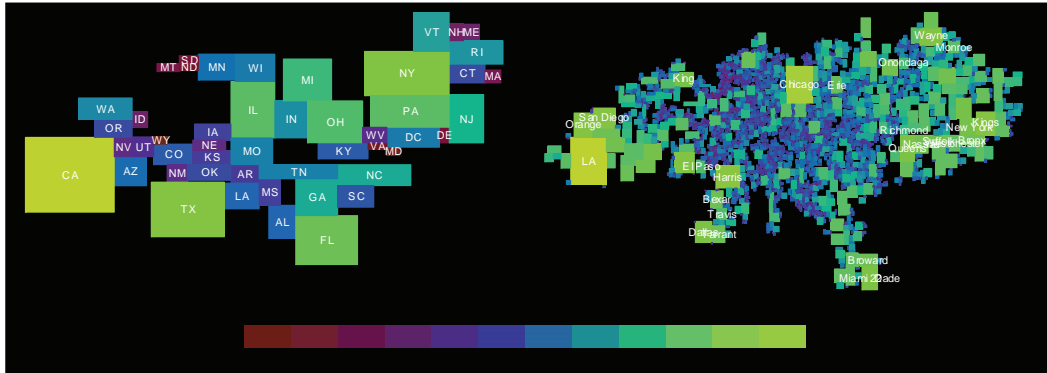 VT
NH
ME
RI
SD
MT
ND
MN
WI
MI
NY
CT
MA
WA
ID
OR
IL
IN
OH
PA
NJ
IA
WV
DC
DE
NV
UT
WY
NE
CO
KS
MO
KY
VA
MD
CA
AZ
NM
OK
AR
TN
NC
TX
LA
MS
SC
GA
AL
FL
Wayne
Monroe
Onondaga
King
Chicago
Erie
San Diego
Orange
Richmond
New York
Kings
Queens
Bronx
LA
El Paso
Harris
Bexar
Travis
Dallas
Tarrant
Broward
Miami
Dade